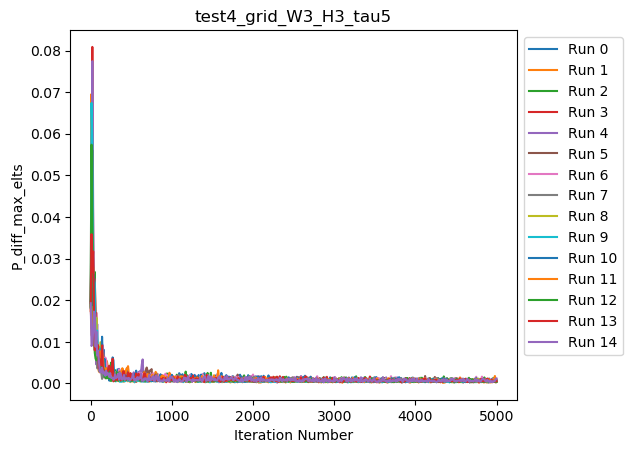 test4_grid_W3_H3_tau5
P_diff_max_elts
0.08
0.07
0.06
0.05
0.04
0.03
0.02
0.01
0.00
0
1000
2000
3000
4000
5000
Iteration Number
Run 0
Run 1
Run 2
Run 3
Run 4
Run 5
Run 6
Run 7
Run 8
Run 9
Run 10
Run 11
Run 12
Run 13
Run 14